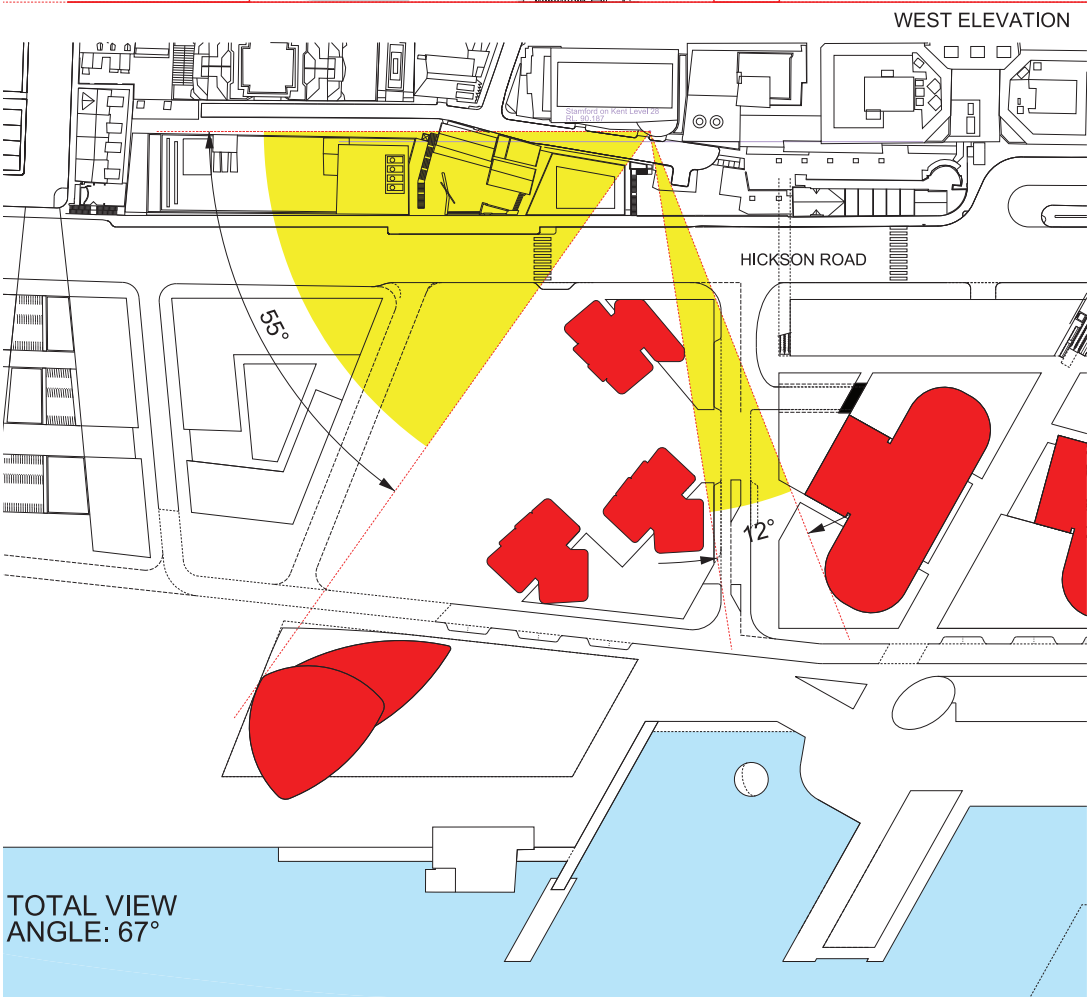 WEST ELEVATION
Stamford on Kent Level 28
RL. 90.187
HICKSON ROAD
55°
12°
TOTAL VIEW
ANGLE: 67°